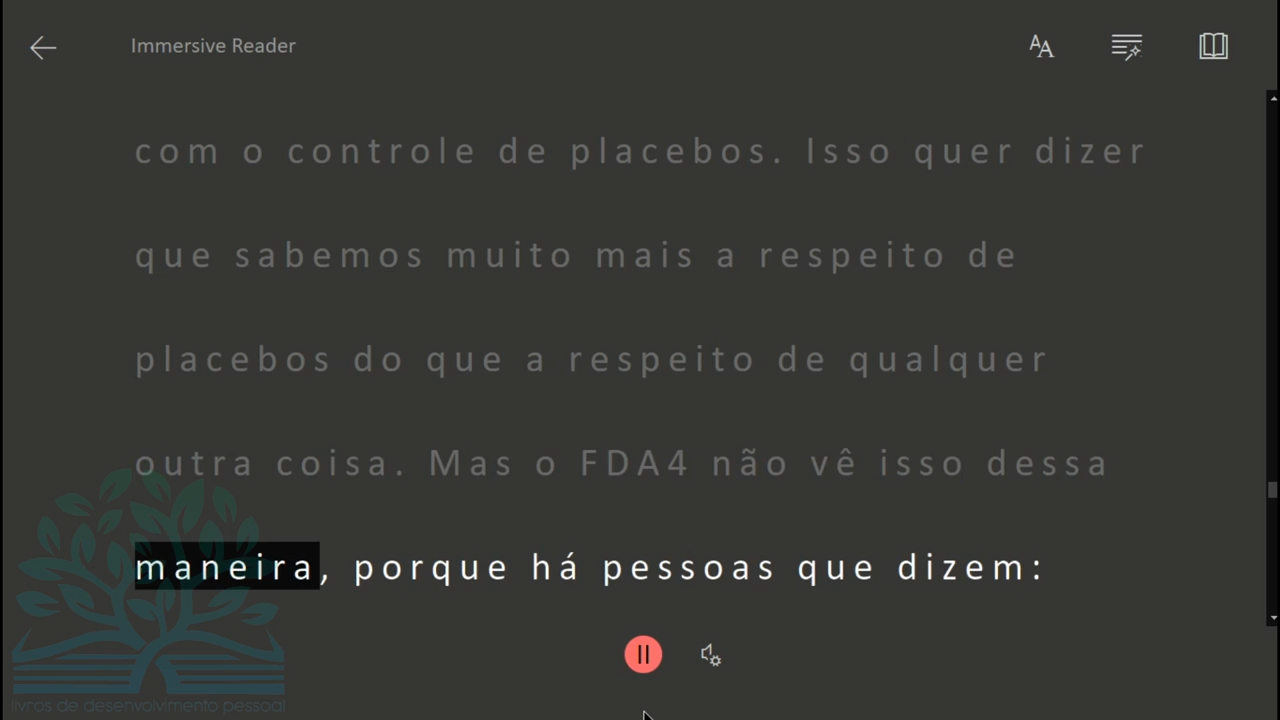 Immersive Reader
com o controle de placebos. Isso quer dizer
que sabemos muito mais a respeito de
placebos do que a respeito de qualquer
outra coisa. Mas o FDA4 não vê isso dessa
maneira, porque há pessoas que dizem:
livros de desenvolvimento pessoal